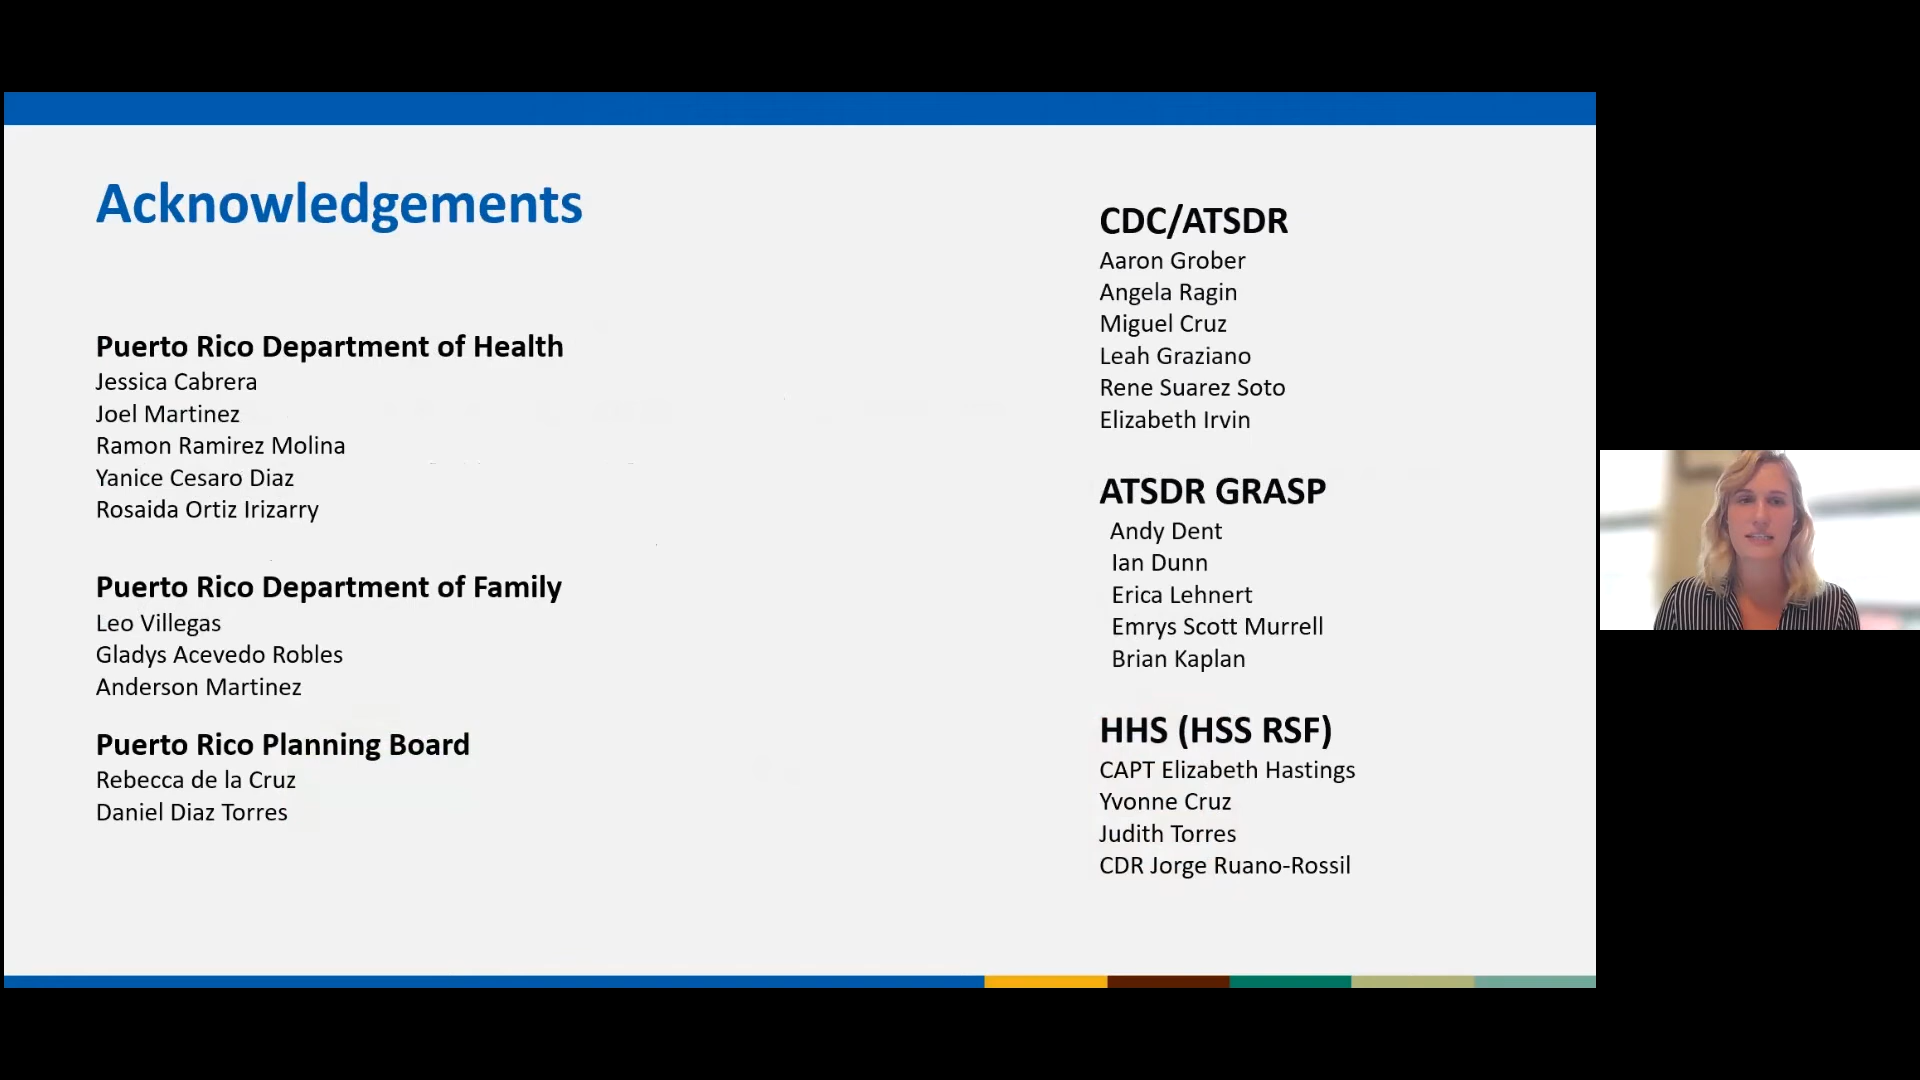 Acknowledgements
Puerto Rico Department of Health
Jessica Cabrera
Joel Martinez
Ramon Ramirez Molina
Yanice Cesaro Diaz
Rosaida Ortiz Irizarry
Puerto Rico Department of Family
Leo Villegas
Gladys Acevedo Robles
Anderson Martinez
Puerto Rico Planning Board
Rebecca de la Cruz
Daniel Diaz Torres
CDC/ATSDR
Aaron Grober
Angela Ragin
Miguel Cruz
Leah Graziano
Rene Suarez Soto
Elizabeth Irvin
ATSDR GRASP
Andy Dent
Ian Dunn
Erica Lehnert
Emrys Scott Murrell
Brian Kaplan
HHS (HSS RSF)
CAPT Elizabeth Hastings
Yvonne Cruz
Judith Torres
CDR Jorge Ruano-Rossil